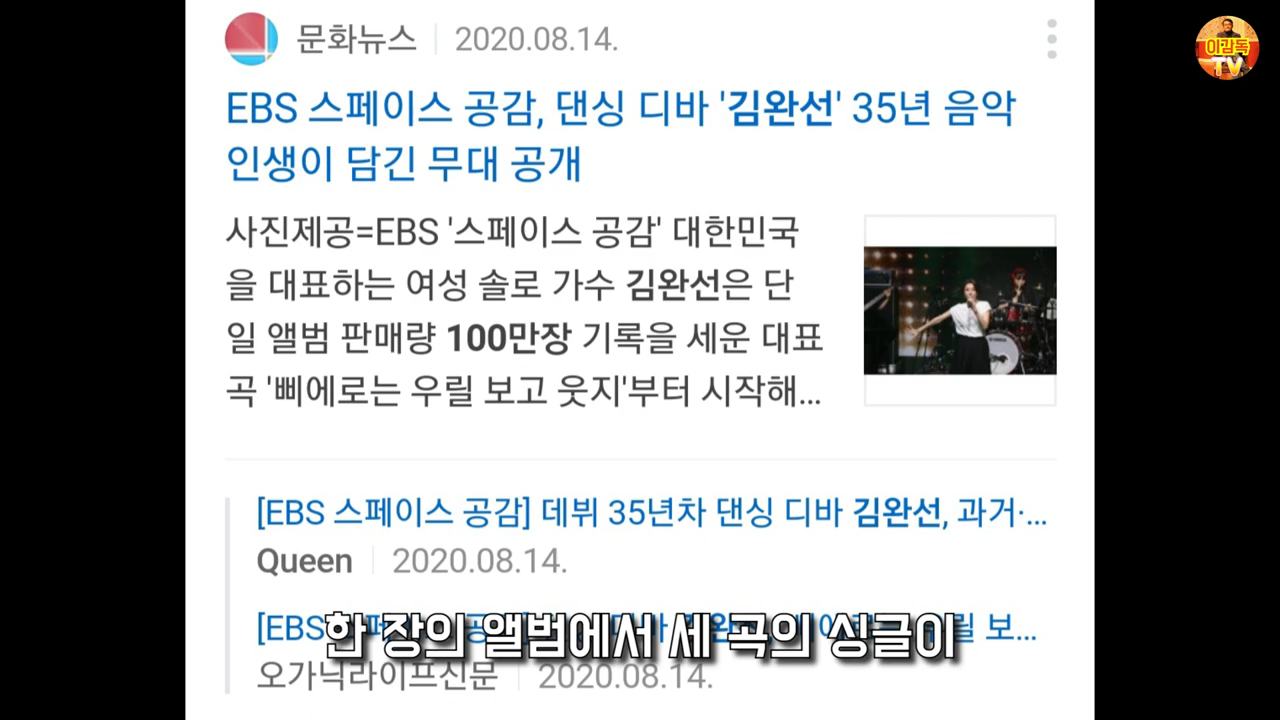 문화뉴스 2020.08.14.
이감독
TV
EBS 스페이스 공감, 댄싱 디바 '김완선' 35년 음악
인생이 담긴 무대 공개
사진제공=EBS '스페이스 공감' 대한민국
을 대표하는 여성 솔로 가수 김완선은 단
일 앨범 판매량 100만장 기록을 세운 대표
곡 '삐에로는 우릴 보고 웃지'부터 시작해...
[EBS 스페이스 공감] 데뷔 35년차 댄싱 디바 김완선, 과거·...
Queen 2020.08.14.
[EBS 릴 보...
한 장의 앨범에서 세 곡의 싱글이
오가닉라이프신문 2020.08.14.